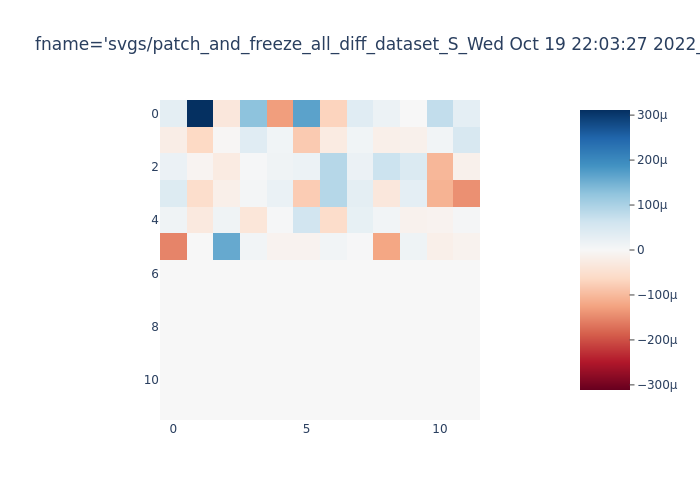 fname='svgs/patch_and_freeze_all_diff_dataset_S_Wed Oct 19 22:03:27 2022_
0
2
4
6
8
10
0
5
10
300μ
200μ
100μ
0
−100μ
−200μ
−300μ